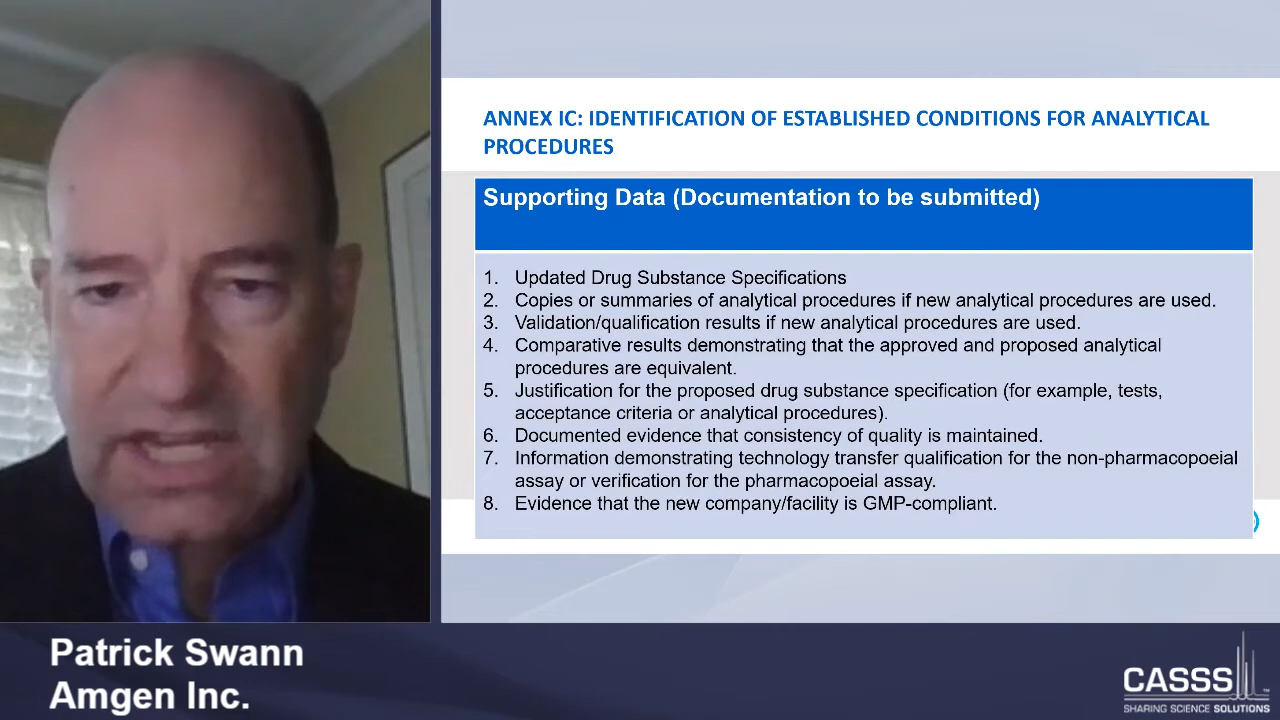 ANNEX IC: IDENTIFICATION OF ESTABLISHED CONDITIONS FOR ANALYTICAL
PROCEDURES
Supporting Data (Documentation to be submitted)
1. Updated Drug Substance Specifications
2. Copies or summaries of analytical procedures if new analytical procedures are used.
3. Validation/qualification results if new analytical procedures are used.
4. Comparative results demonstrating that the approved and proposed analytical
procedures are equivalent.
5. Justification for the proposed drug substance specification (for example, tests,
acceptance criteria or analytical procedures).
6. Documented evidence that consistency of quality is maintained.
7. Information demonstrating technology transfer qualification for the non-pharmacopoeial
assay or verification for the pharmacopoeial assay.
8. Evidence that the new company/facility is GMP-compliant.
Patrick Swann
Amgen Inc.
CASSS
SHARING SCIENCE SOLUTIONS